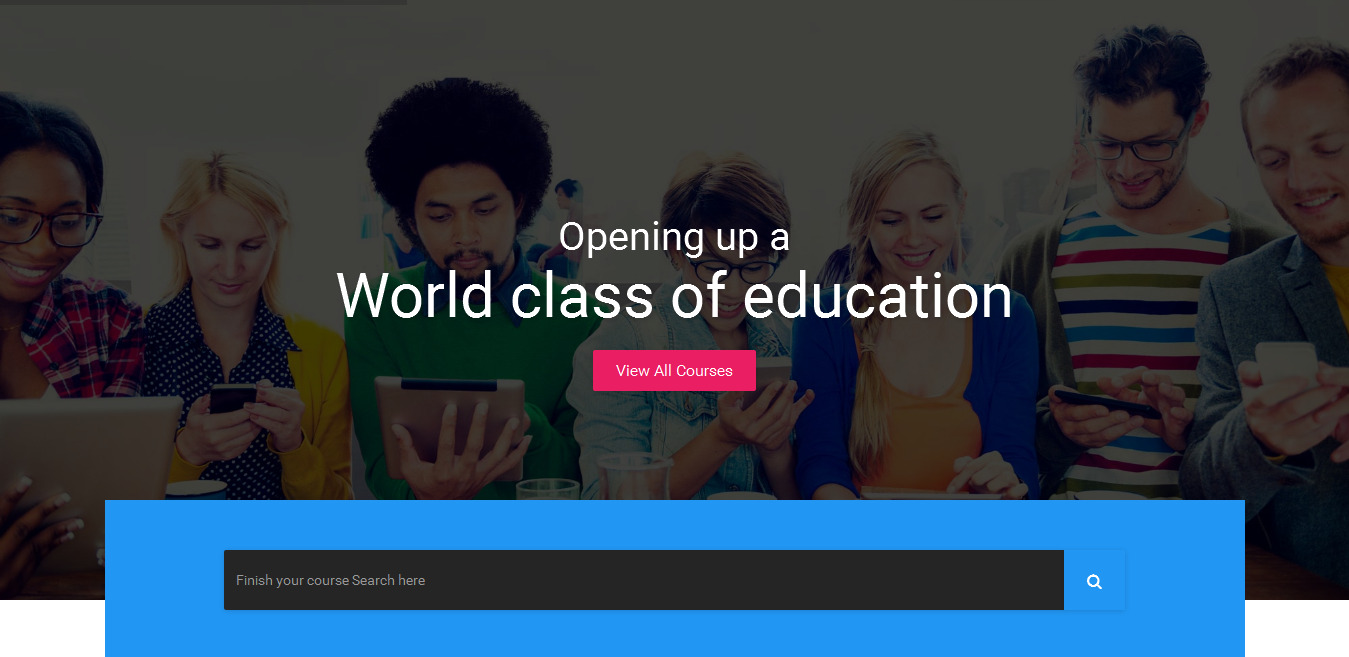 Opening up a
World class of education
View All Courses
Finish your course Search here